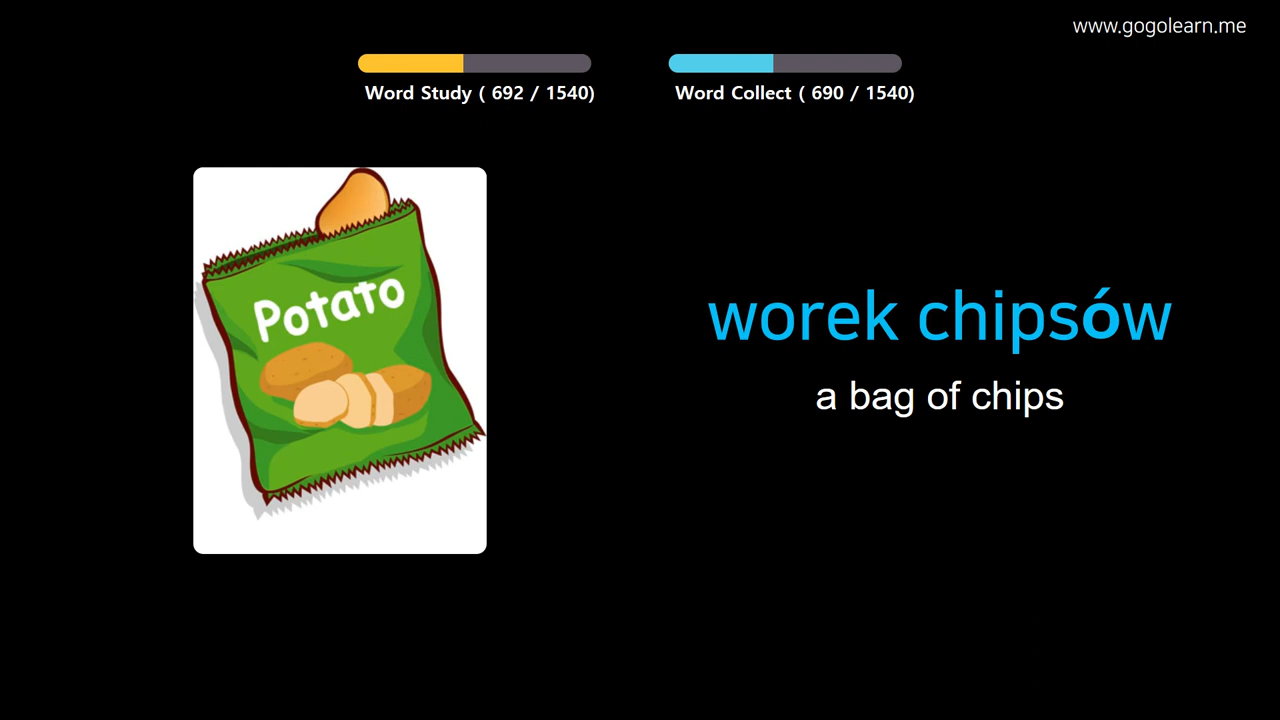 www.gogolearn.me
Word Study ( 692 / 1540)
Word Collect ( 690 / 1540)
Potato
worek chipsów
a bag of chips